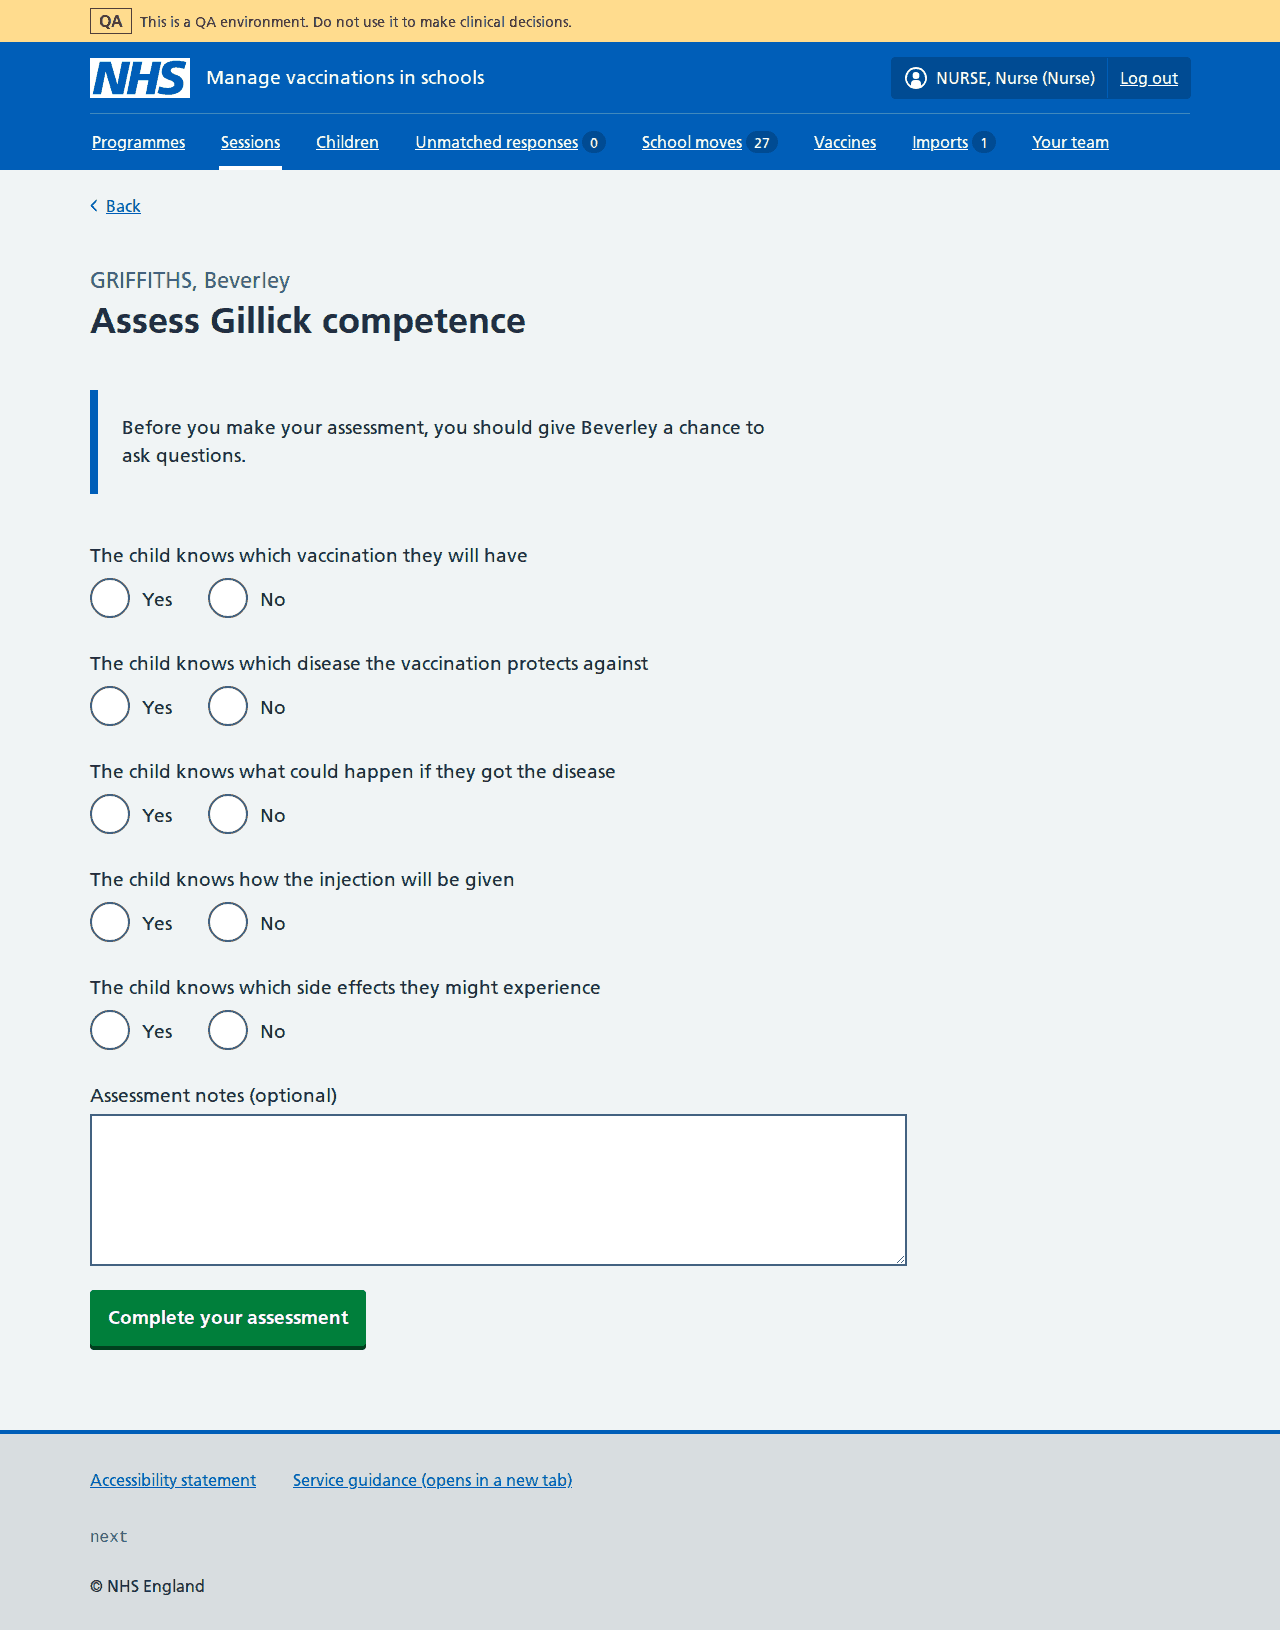 QA This is a QA environment. Do not use it to make clinical decisions.
NHS Manage vaccinations in schools NURSE, Nurse (Nurse) Log out
Programmes Sessions Children Unmatched responses 0 School moves 27 Vaccines Imports 1 Your team
Back
GRIFFITHS, Beverley
Assess Gillick competence
Before you make your assessment, you should give Beverley a chance to
ask questions.
The child knows which vaccination they will have
Yes No
The child knows which disease the vaccination protects against
Yes No
The child knows what could happen if they got the disease
Yes No
The child knows how the injection will be given
Yes No
The child knows which side effects they might experience
Yes No
Assessment notes (optional)
Complete your assessment
Accessibility statement Service guidance (opens in a new tab)
next
© NHS England